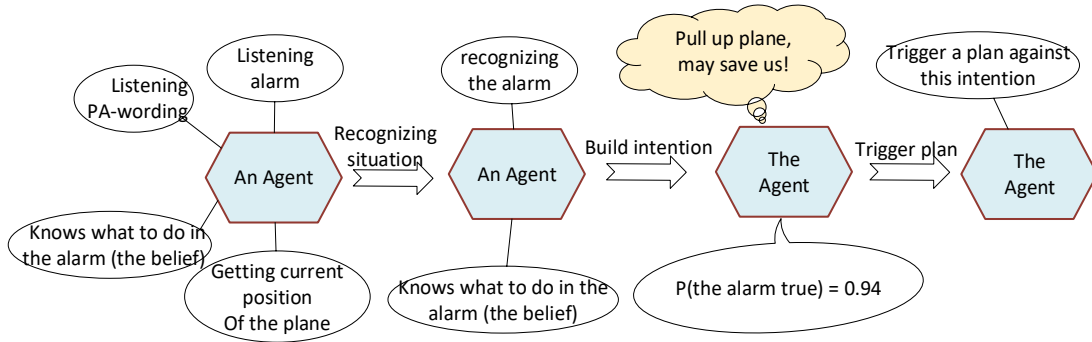 Listening
PA-wording
Listening
alarm
An Agent
Knows what to do in
the alarm (the belief)
Getting current
position
Of the plane
Recognizing
situation
recognizing
the alarm
An Agent
Knows what to do in the
alarm (the belief)
Build intention
Pull up plane,
may save us!
The
Agent
P(the alarm true) = 0.94
Trigger plan
Trigger a plan against
this intention
The
Agent